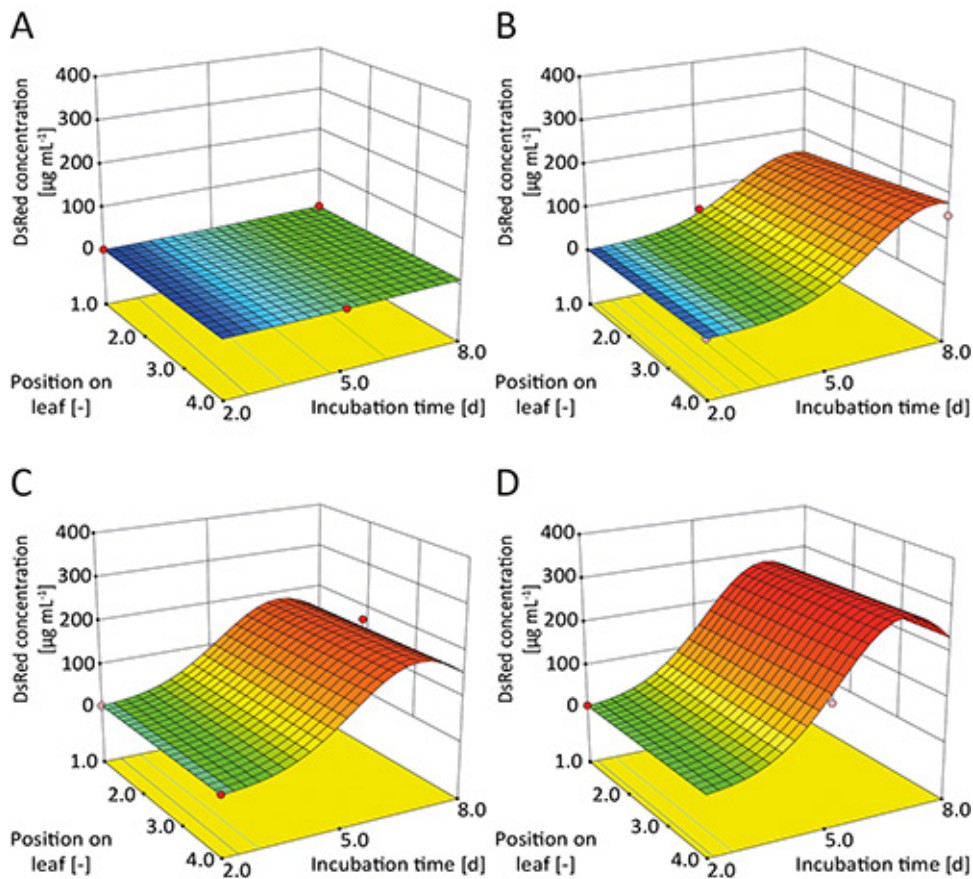 A
DsRed concentration
[µg mL⁻¹]
400
300
200
100
0
1.0
2.0
3.0
4.0
2.0
5.0
8.0
Position on
leaf [-]
Incubation time [d]
B
DsRed concentration
[µg mL⁻¹]
400
300
200
100
0
1.0
2.0
3.0
4.0
2.0
5.0
8.0
Position on
leaf [-]
Incubation time [d]
C
DsRed concentration
[µg mL⁻¹]
400
300
200
100
0
1.0
2.0
3.0
4.0
2.0
5.0
8.0
Position on
leaf [-]
Incubation time [d]
D
DsRed concentration
[µg mL⁻¹]
400
300
200
100
0
1.0
2.0
3.0
4.0
2.0
5.0
8.0
Position on
leaf [-]
Incubation time [d]